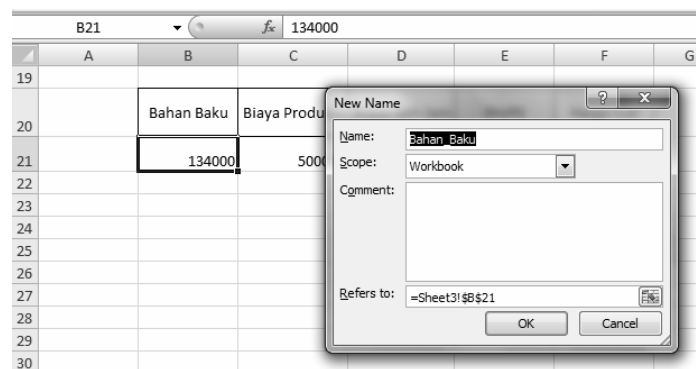 B21 fx 134000
A B C D E F G
19
20 Bahan Baku Biaya Produ
21 134000 5000
22
23
24
25
26
27
28
29
30
New Name ? X
Name: Bahan_Baku
Scope: Workbook
Comment:
Refers to: =Sheet3!$B$21
OK Cancel